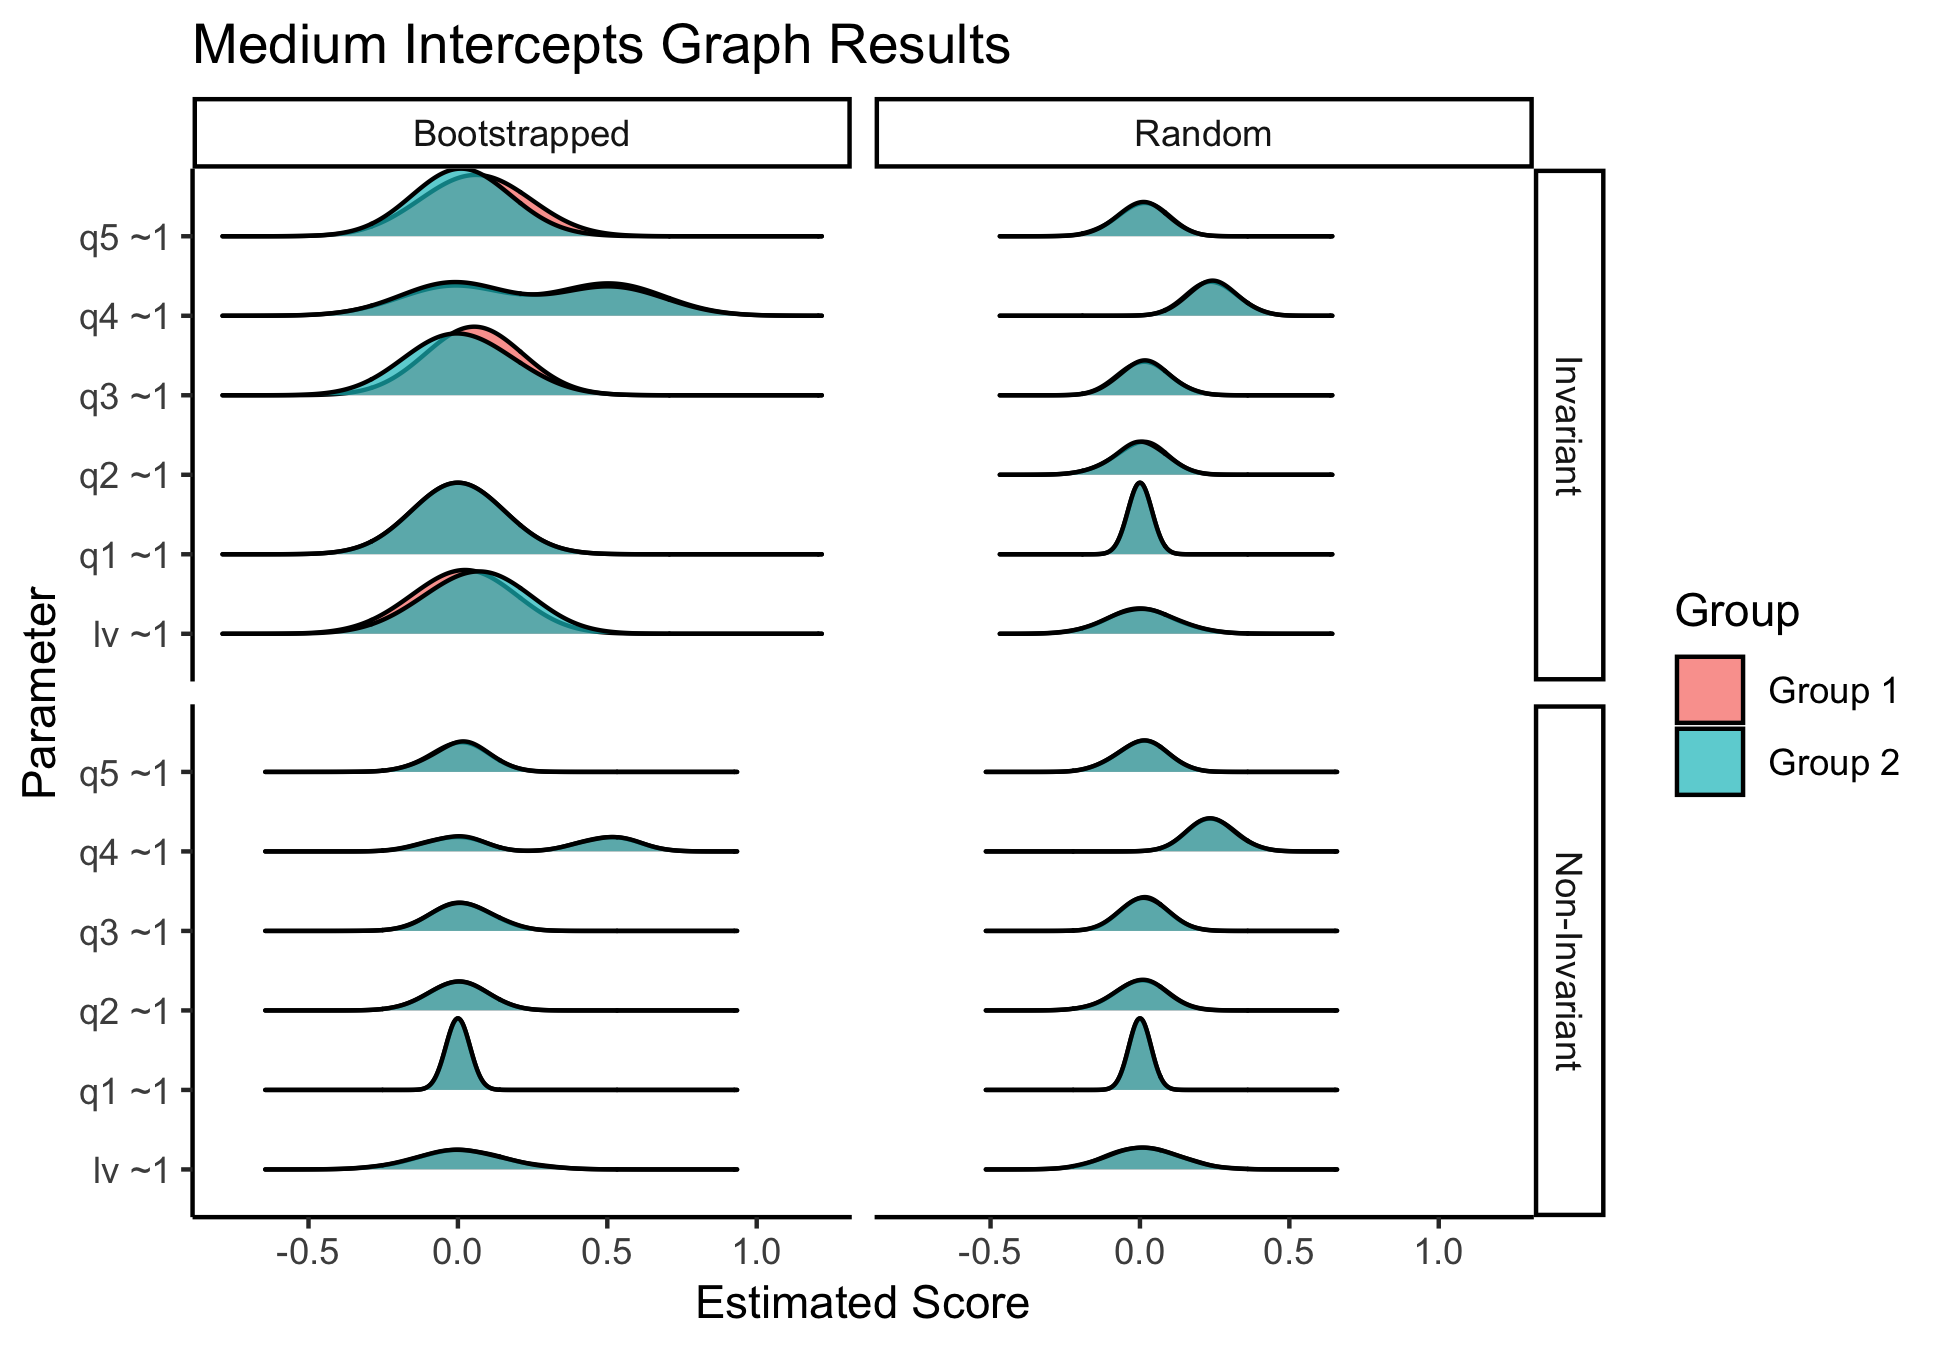 Medium Intercepts Graph Results
Bootstrapped
Random
Parameter
q5 ~1
q4 ~1
q3 ~1
q2 ~1
q1 ~1
lv ~1
Invariant
q5 ~1
q4 ~1
q3 ~1
q2 ~1
q1 ~1
lv ~1
Non-Invariant
-0.5 0.0 0.5 1.0
-0.5 0.0 0.5 1.0
Estimated Score
Group
Group 1
Group 2